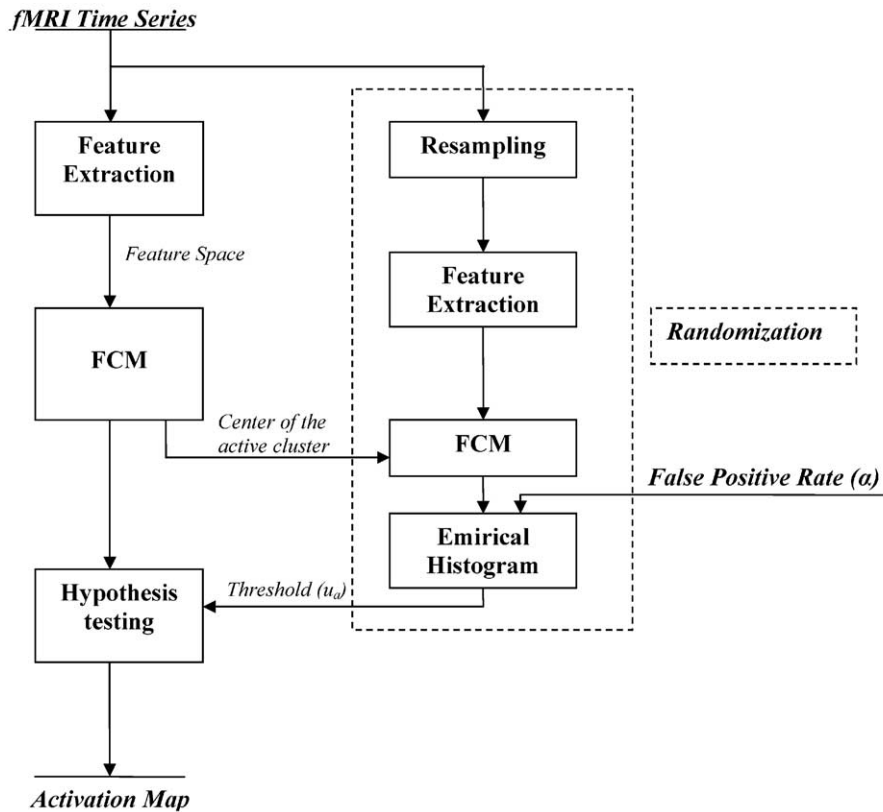 fMRI Time Series
Feature
Extraction
Resampling
Feature Space
Feature
Extraction
Randomization
FCM
Center of the
active cluster
FCM
False Positive Rate (α)
Emirical
Histogram
Hypothesis
testing
Threshold (uₐ)
Activation Map